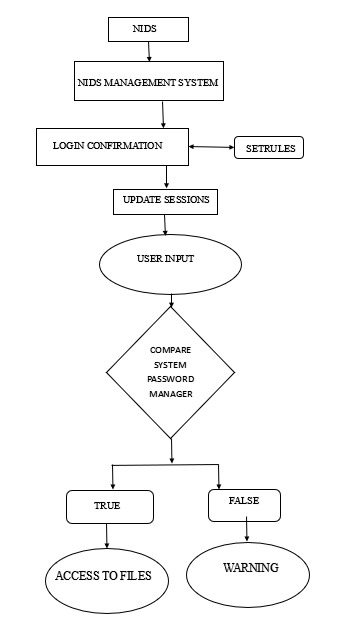 NIDS
NIDS MANAGEMENT SYSTEM
LOGIN CONFIRMATION
SETRULES
UPDATE SESSIONS
USER INPUT
COMPARE
SYSTEM
PASSWORD
MANAGER
TRUE
FALSE
ACCESS TO FILES
WARNING